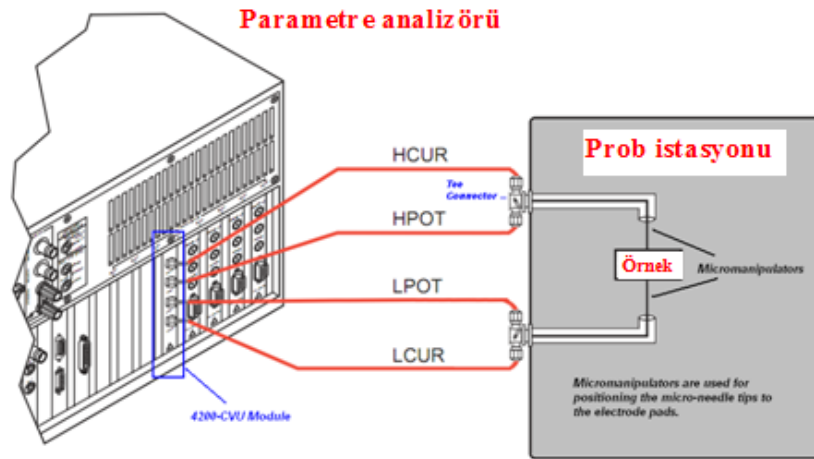 Parametre analizörü
HCUR
HPOT
LPOT
LCUR
Tee
Connector ..
4200-CVU Module
Prob istasyonu
Örnek
Micromanipulators
Micromanipulators are used for
positioning the micro-needle tips to
the electrode pads.